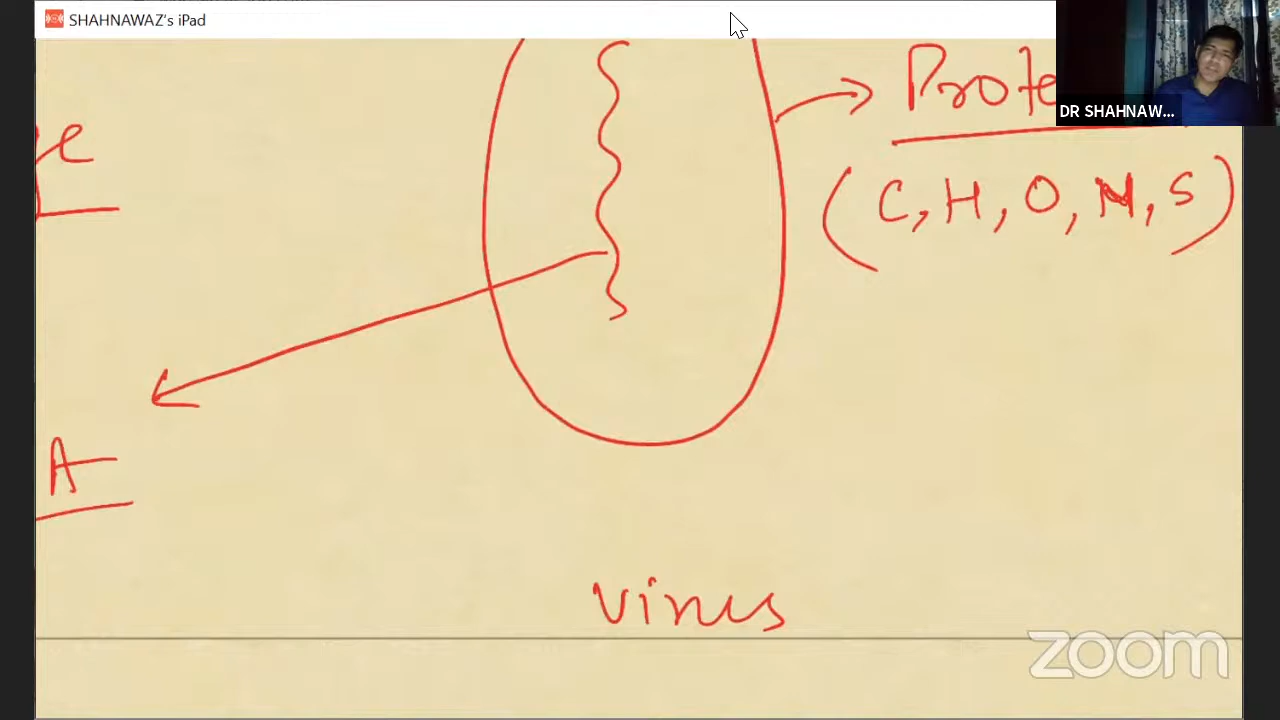 SHAHNAWAZ's iPad
Prote
DR SHAHNAW...
(C, H, O, N, S)
A
Virus
zoom